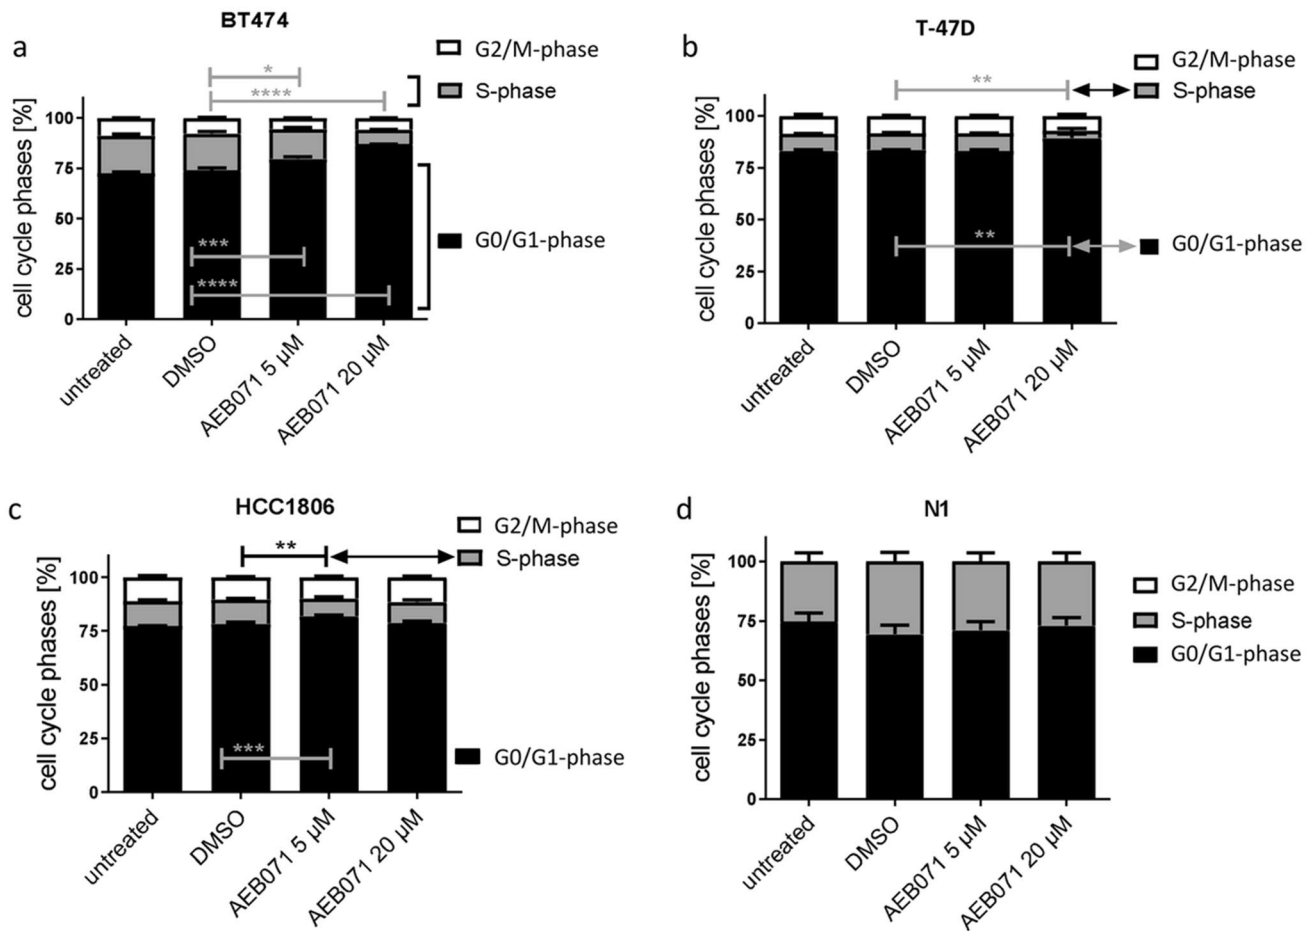 a
BT474
G2/M-phase
S-phase
G0/G1-phase
*
****
***
****
cell cycle phases [%]
100
75
50
25
0
untreated
DMSO
AEB071 5 µM
AEB071 20 µM
b
T-47D
G2/M-phase
S-phase
G0/G1-phase
**
**
cell cycle phases [%]
100
75
50
25
0
untreated
DMSO
AEB071 5 µM
AEB071 20 µM
c
HCC1806
G2/M-phase
S-phase
G0/G1-phase
**
***
cell cycle phases [%]
100
75
50
25
0
untreated
DMSO
AEB071 5 µM
AEB071 20 µM
d
N1
G2/M-phase
S-phase
G0/G1-phase
cell cycle phases [%]
100
75
50
25
0
untreated
DMSO
AEB071 5 µM
AEB071 20 µM